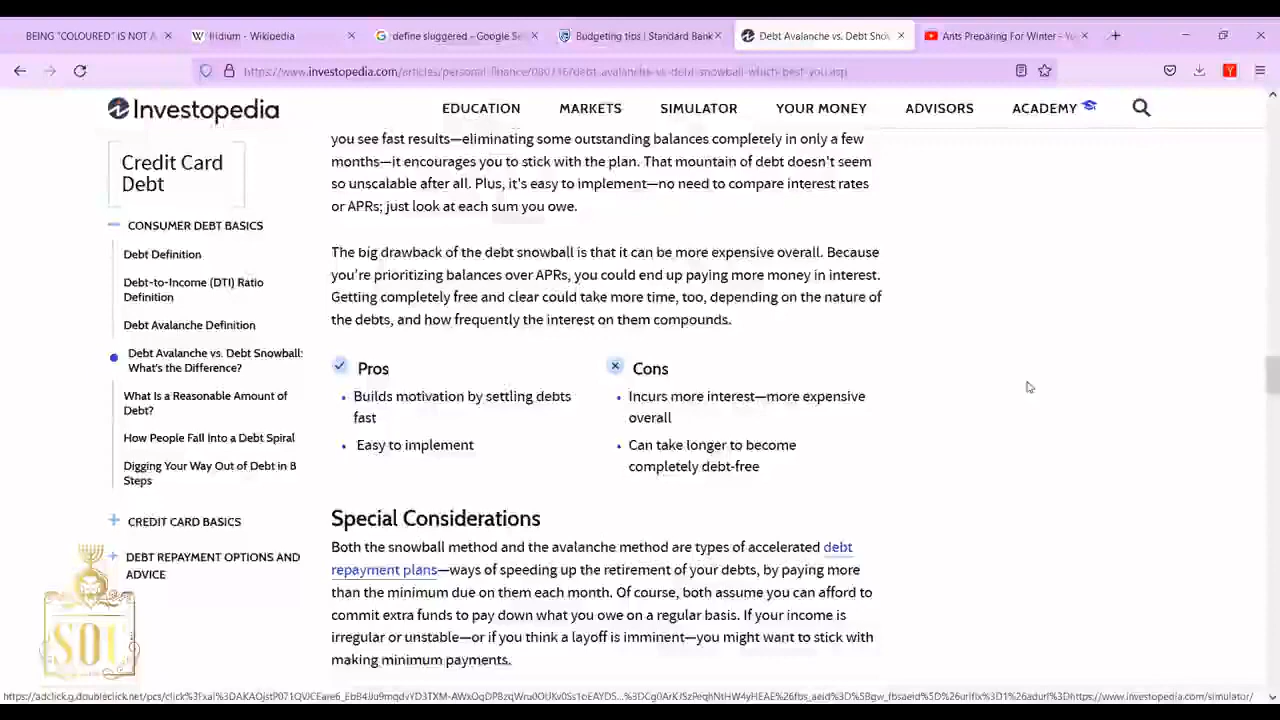 BEING "COLOURED" IS NOT A
Iridium - Wikipedia
define sluggered - Google Se
Budgeting tips | Standard Bank
Debt Avalanche vs. Debt Snow
Ants Preparing For Winter - Yo
Investopedia
EDUCATION MARKETS SIMULATOR YOUR MONEY ADVISORS ACADEMY
you see fast results—eliminating some outstanding balances completely in only a few
months—it encourages you to stick with the plan. That mountain of debt doesn't seem
so unscalable after all. Plus, it's easy to implement—no need to compare interest rates
or APRs; just look at each sum you owe.
The big drawback of the debt snowball is that it can be more expensive overall. Because
you're prioritizing balances over APRs, you could end up paying more money in interest.
Getting completely free and clear could take more time, too, depending on the nature of
the debts, and how frequently the interest on them compounds.
Pros
Builds motivation by settling debts
fast
Easy to implement
Cons
Incurs more interest—more expensive
overall
Can take longer to become
completely debt-free
Special Considerations
Both the snowball method and the avalanche method are types of accelerated debt
repayment plans—ways of speeding up the retirement of your debts, by paying more
than the minimum due on them each month. Of course, both assume you can afford to
commit extra funds to pay down what you owe on a regular basis. If your income is
irregular or unstable—or if you think a layoff is imminent—you might want to stick with
making minimum payments.
Credit Card
Debt
CONSUMER DEBT BASICS
Debt Definition
Debt-to-Income (DTI) Ratio
Definition
Debt Avalanche Definition
Debt Avalanche vs. Debt Snowball:
What's the Difference?
What Is a Reasonable Amount of
Debt?
How People Fall Into a Debt Spiral
Digging Your Way Out of Debt in 8
Steps
CREDIT CARD BASICS
DEBT REPAYMENT OPTIONS AND
ADVICE
SOU